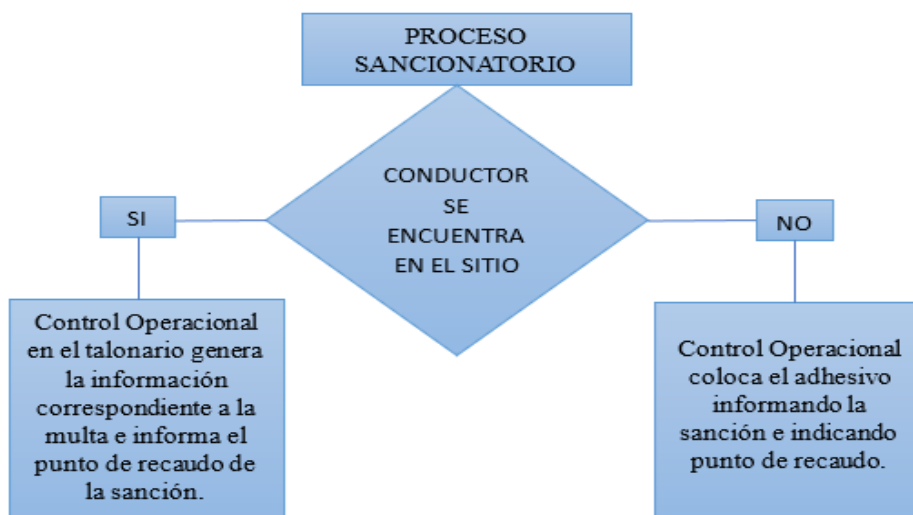 PROCESO
SANCIONATORIO
CONDUCTOR
SE
ENCUENTRA
EN EL SITIO
SI
NO
Control Operacional
en el talonario genera
la información
correspondiente a la
multa e informa el
punto de recaudo de
la sanción.
Control Operacional
coloca el adhesivo
informando la
sanción e indicando
punto de recaudo.